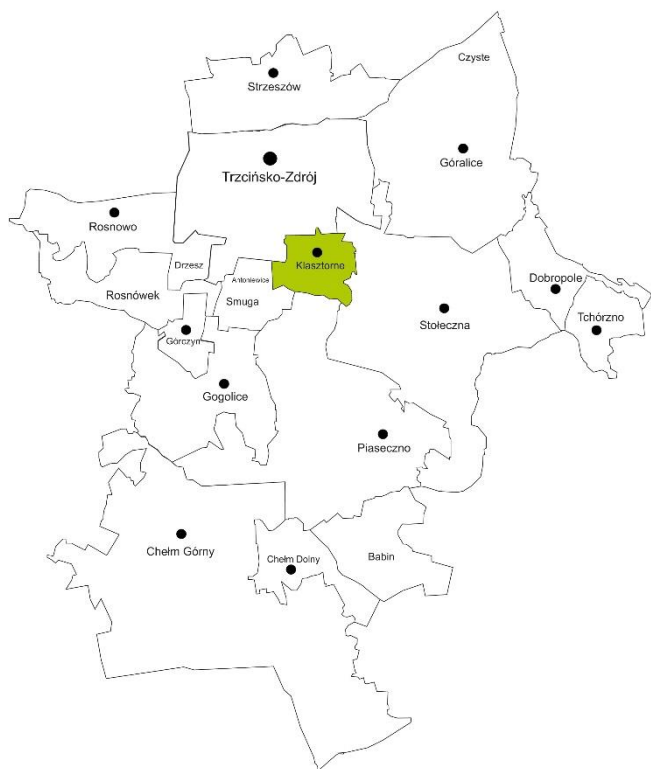 Czyste
Strzeszów
Góralice
Trzcińsko-Zdrój
Rosnowo
Klasztorne
Drzesz
Dobropole
Antoniewice
Rosnówek
Smuga
Stołeczna
Tchórzno
Górczyn
Gogolice
Piaseczno
Chełm Górny
Chełm Dolny
Babin